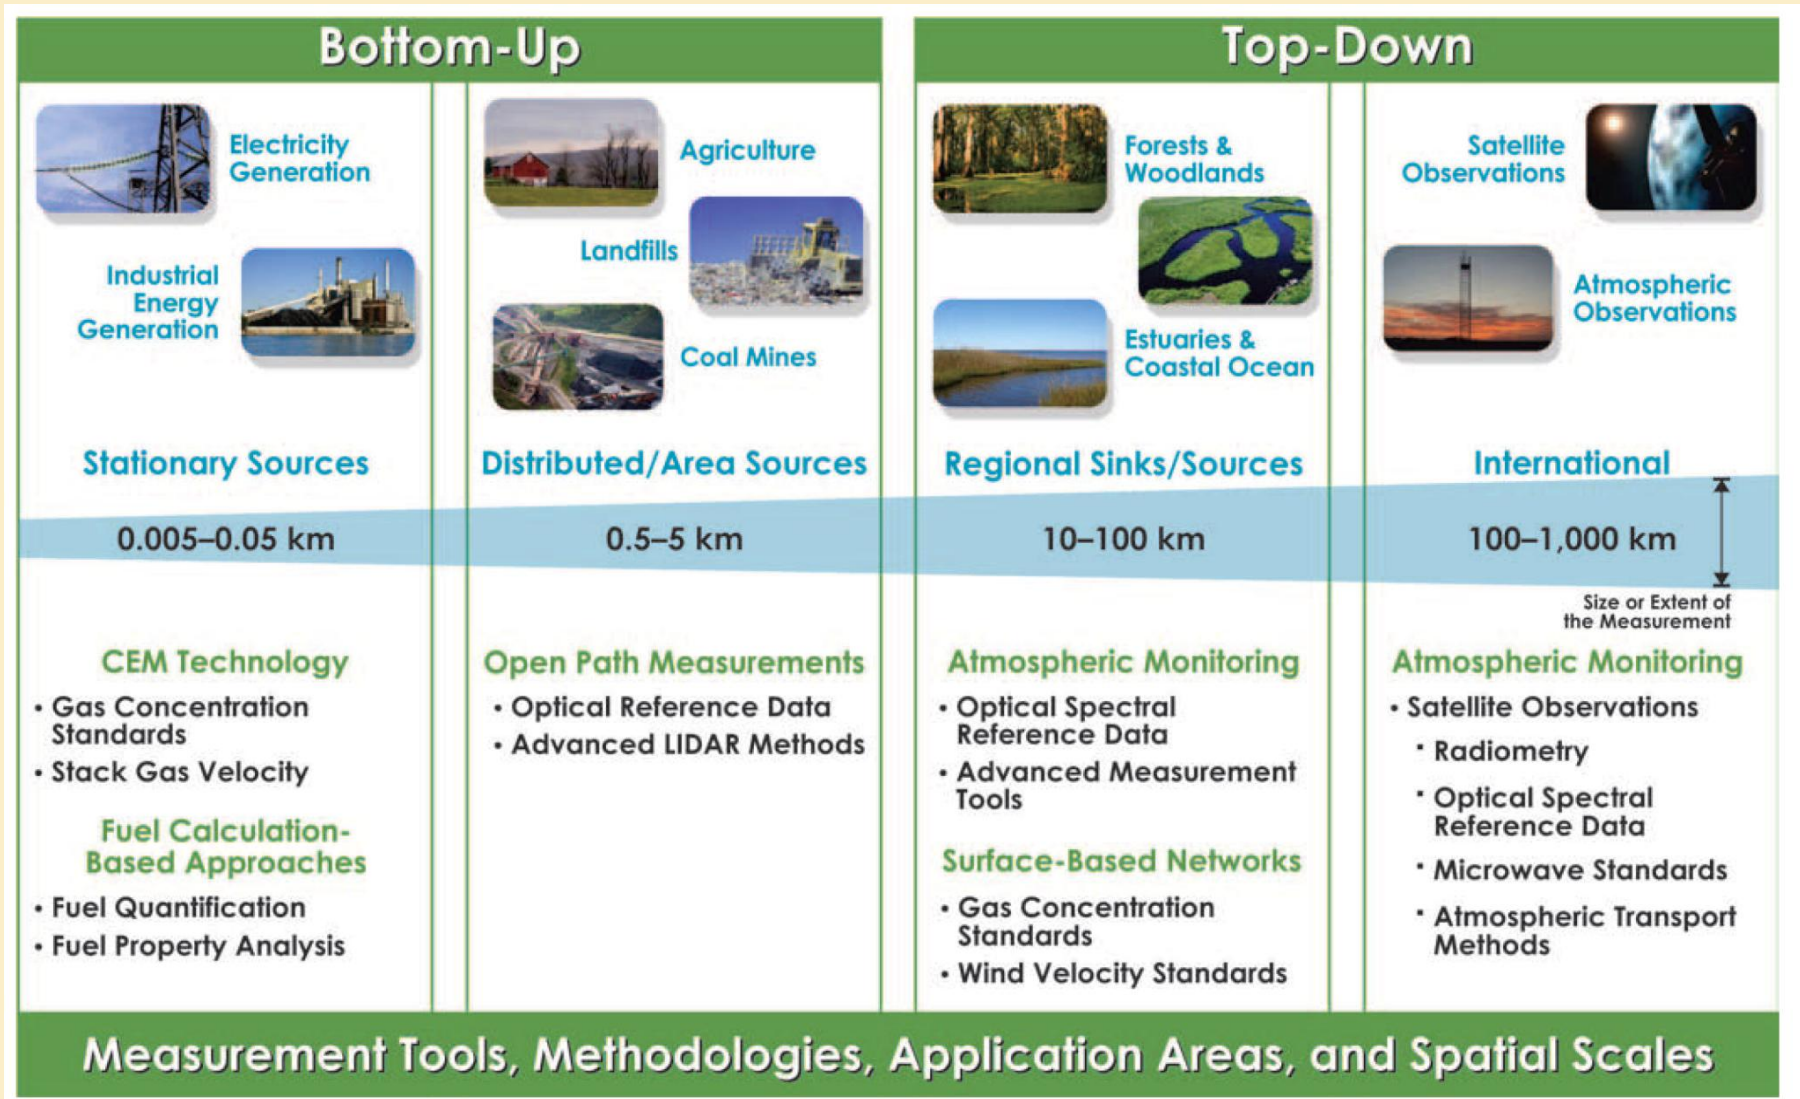 Bottom-Up
Electricity
Generation
Industrial
Energy
Generation
Stationary Sources
0.005–0.05 km
CEM Technology
• Gas Concentration
Standards
• Stack Gas Velocity
Fuel Calculation-
Based Approaches
• Fuel Quantification
• Fuel Property Analysis
Agriculture
Landfills
Coal Mines
Distributed/Area Sources
0.5–5 km
Open Path Measurements
• Optical Reference Data
• Advanced LIDAR Methods
Top-Down
Forests &
Woodlands
Estuaries &
Coastal Ocean
Regional Sinks/Sources
10–100 km
Atmospheric Monitoring
• Optical Spectral
Reference Data
• Advanced Measurement
Tools
Surface-Based Networks
• Gas Concentration
Standards
• Wind Velocity Standards
Satellite
Observations
Atmospheric
Observations
International
100–1,000 km
Size or Extent of
the Measurement
Atmospheric Monitoring
• Satellite Observations
▪ Radiometry
▪ Optical Spectral
Reference Data
▪ Microwave Standards
▪ Atmospheric Transport
Methods
Measurement Tools, Methodologies, Application Areas, and Spatial Scales